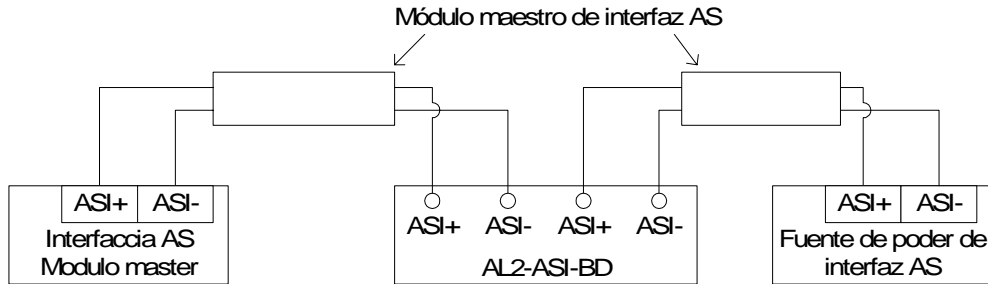 Módulo maestro de interfaz AS
ASI+ ASI-
Interfaccia AS
Modulo master
ASI+ ASI- ASI+ ASI-
AL2-ASI-BD
ASI+ ASI-
Fuente de poder de
interfaz AS